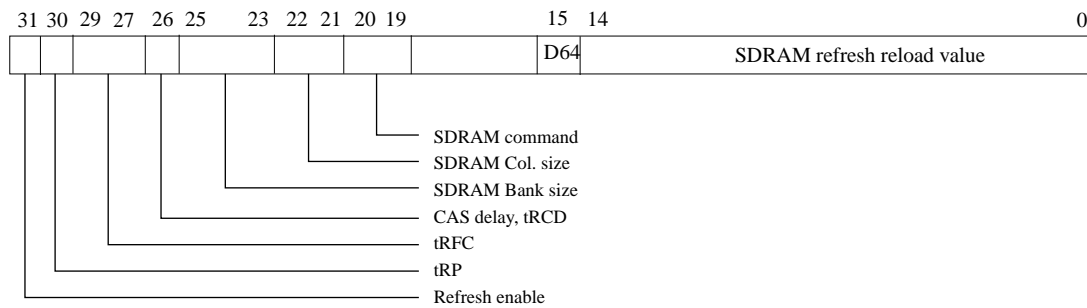 31 30 29 27 26 25 23 22 21 20 19 15 14 0
D64 SDRAM refresh reload value
SDRAM command
SDRAM Col. size
SDRAM Bank size
CAS delay, tRCD
tRFC
tRP
Refresh enable